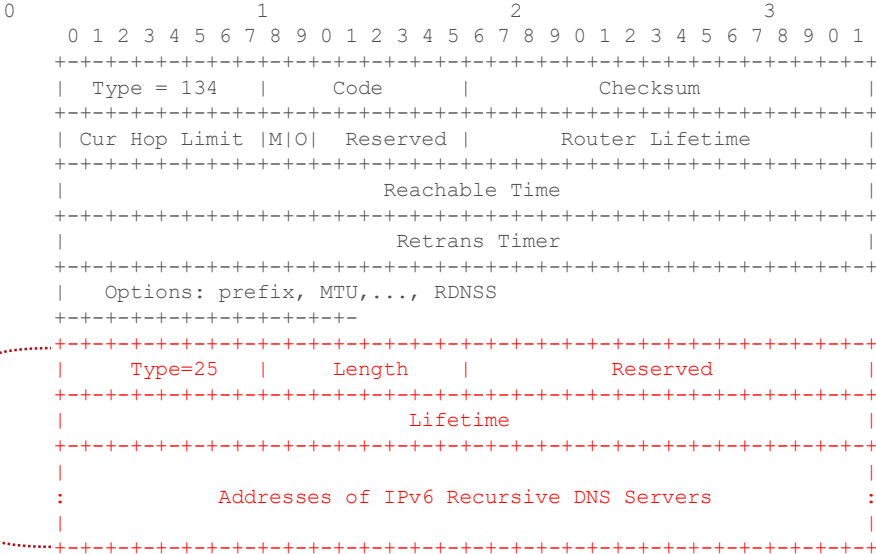 0                   1                   2                   3
 0 1 2 3 4 5 6 7 8 9 0 1 2 3 4 5 6 7 8 9 0 1 2 3 4 5 6 7 8 9 0 1
+-+-+-+-+-+-+-+-+-+-+-+-+-+-+-+-+-+-+-+-+-+-+-+-+-+-+-+-+-+-+-+-+
|  Type = 134   |     Code      |          Checksum             |
+-+-+-+-+-+-+-+-+-+-+-+-+-+-+-+-+-+-+-+-+-+-+-+-+-+-+-+-+-+-+-+-+
| Cur Hop Limit |M|O|  Reserved |       Router Lifetime         |
+-+-+-+-+-+-+-+-+-+-+-+-+-+-+-+-+-+-+-+-+-+-+-+-+-+-+-+-+-+-+-+-+
|                         Reachable Time                        |
+-+-+-+-+-+-+-+-+-+-+-+-+-+-+-+-+-+-+-+-+-+-+-+-+-+-+-+-+-+-+-+-+
|                          Retrans Timer                        |
+-+-+-+-+-+-+-+-+-+-+-+-+-+-+-+-+-+-+-+-+-+-+-+-+-+-+-+-+-+-+-+-+
|   Options: prefix, MTU,..., RDNSS
+-+-+-+-+-+-+-+-+-+-+-+-
+-+-+-+-+-+-+-+-+-+-+-+-+-+-+-+-+-+-+-+-+-+-+-+-+-+-+-+-+-+-+-+-+
|     Type=25   |     Length    |           Reserved            |
+-+-+-+-+-+-+-+-+-+-+-+-+-+-+-+-+-+-+-+-+-+-+-+-+-+-+-+-+-+-+-+-+
|                           Lifetime                            |
+-+-+-+-+-+-+-+-+-+-+-+-+-+-+-+-+-+-+-+-+-+-+-+-+-+-+-+-+-+-+-+-+
|                                                               |
:            Addresses of IPv6 Recursive DNS Servers            :
|                                                               |
+-+-+-+-+-+-+-+-+-+-+-+-+-+-+-+-+-+-+-+-+-+-+-+-+-+-+-+-+-+-+-+-+